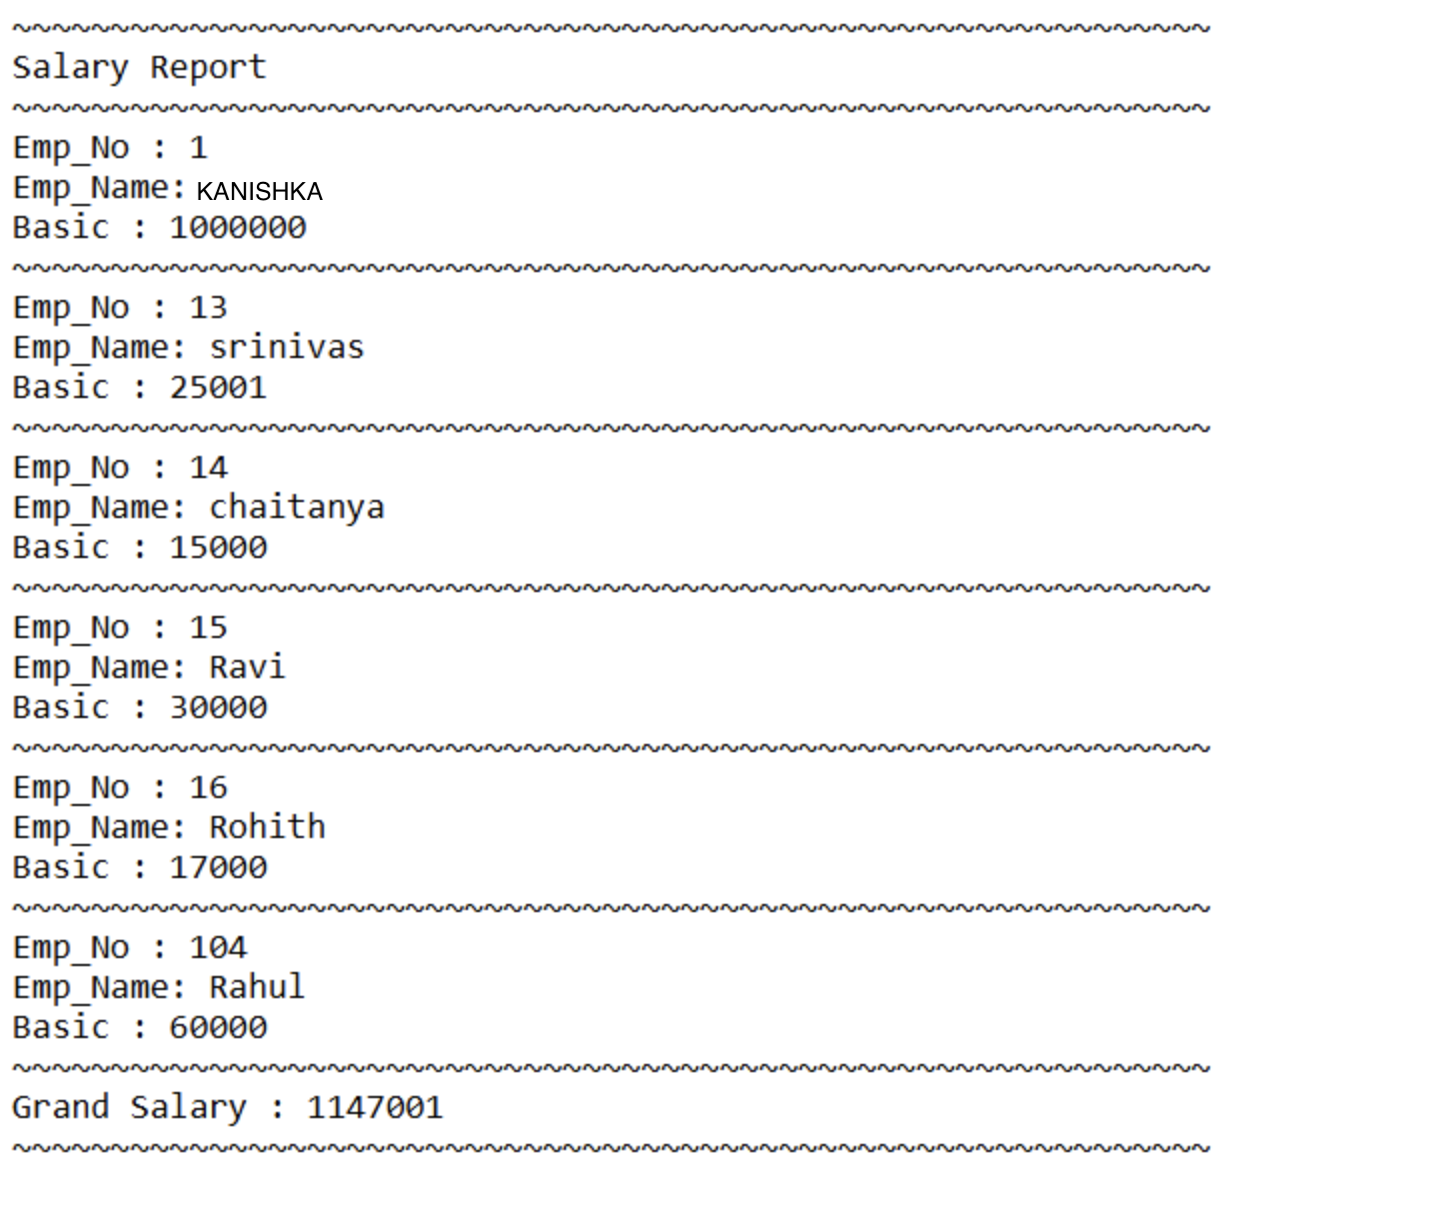 ~~~~~~~~~~~~~~~~~~~~~~~~~~~~~~~~~~~~~~~~~~~~~~~~~~~~~~~~~~~~~
Salary Report
~~~~~~~~~~~~~~~~~~~~~~~~~~~~~~~~~~~~~~~~~~~~~~~~~~~~~~~~~~~~~
Emp_No : 1
Emp_Name: KANISHKA
Basic : 1000000
~~~~~~~~~~~~~~~~~~~~~~~~~~~~~~~~~~~~~~~~~~~~~~~~~~~~~~~~~~~~~
Emp_No : 13
Emp_Name: srinivas
Basic : 25001
~~~~~~~~~~~~~~~~~~~~~~~~~~~~~~~~~~~~~~~~~~~~~~~~~~~~~~~~~~~~~
Emp_No : 14
Emp_Name: chaitanya
Basic : 15000
~~~~~~~~~~~~~~~~~~~~~~~~~~~~~~~~~~~~~~~~~~~~~~~~~~~~~~~~~~~~~
Emp_No : 15
Emp_Name: Ravi
Basic : 30000
~~~~~~~~~~~~~~~~~~~~~~~~~~~~~~~~~~~~~~~~~~~~~~~~~~~~~~~~~~~~~
Emp_No : 16
Emp_Name: Rohith
Basic : 17000
~~~~~~~~~~~~~~~~~~~~~~~~~~~~~~~~~~~~~~~~~~~~~~~~~~~~~~~~~~~~~
Emp_No : 104
Emp_Name: Rahul
Basic : 60000
~~~~~~~~~~~~~~~~~~~~~~~~~~~~~~~~~~~~~~~~~~~~~~~~~~~~~~~~~~~~~
Grand Salary : 1147001
~~~~~~~~~~~~~~~~~~~~~~~~~~~~~~~~~~~~~~~~~~~~~~~~~~~~~~~~~~~~~